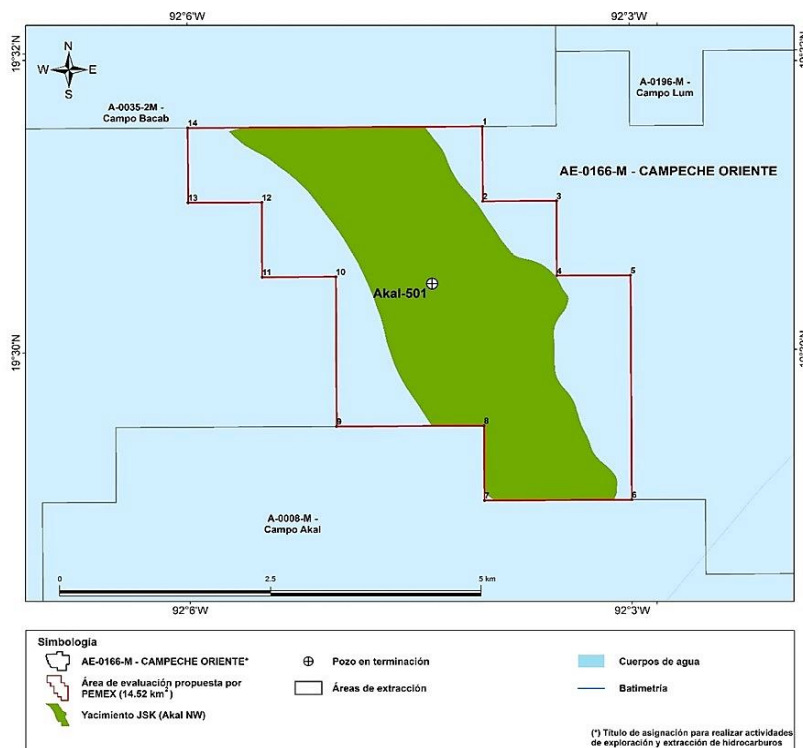 92°6'W 92°3'W
19°32'N
19°32'N
N
W E
S
A-0196-M -
Campo Lum
A-0035-2M -
Campo Bacab
14 1
AE-0166-M - CAMPECHE ORIENTE
13 12 2 3
11 10 4 5
Akal-501
19°30'N
19°30'N
9 8
7 6
A-0008-M -
Campo Akal
0 2.5 5 km
92°6'W 92°3'W
Simbología
AE-0166-M - CAMPECHE ORIENTE*
Área de evaluación propuesta por
PEMEX (14.52 km²)
Yacimiento JSK (Akal NW)
Pozo en terminación
Áreas de extracción
Cuerpos de agua
Batimetría
(*) Título de asignación para realizar actividades
de exploración y extracción de hidrocarburos